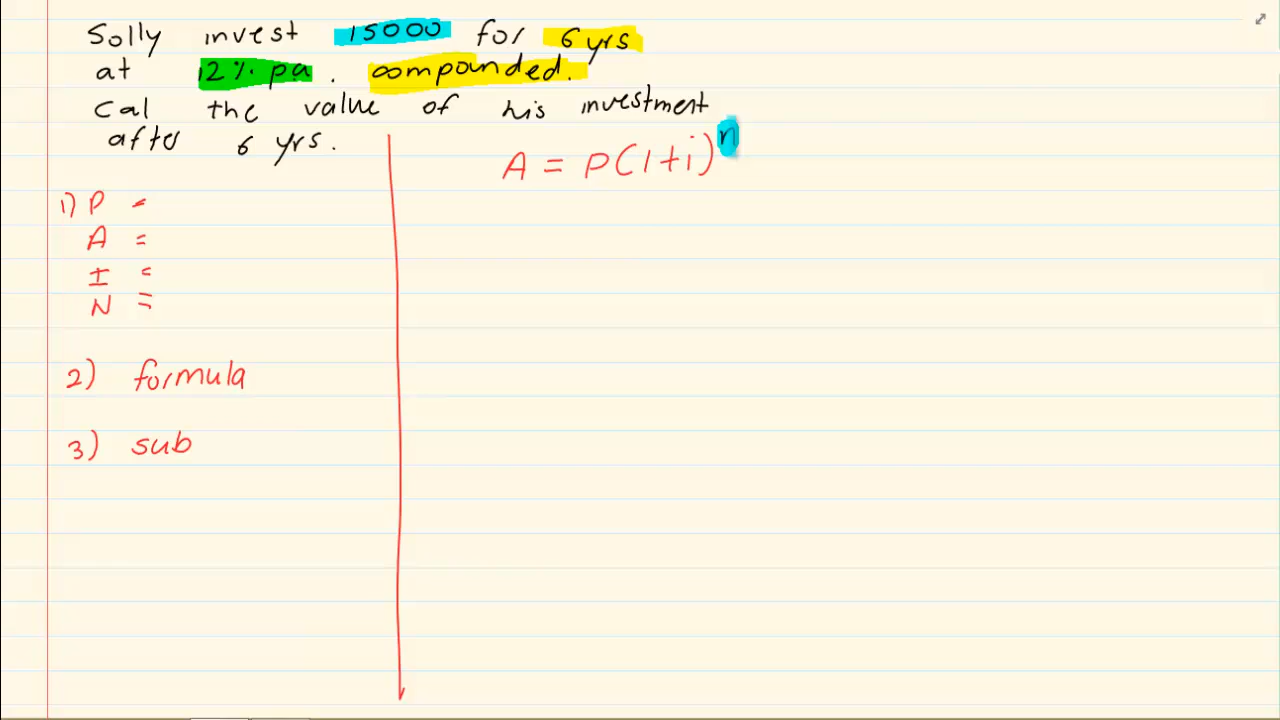 Solly invest 15000 for 6 yrs
at 12% pa. compounded.
Cal the value of his investment
after 6 yrs.
A = P(1+i)^n
1) P =
A =
I =
N =
2) formula
3) sub